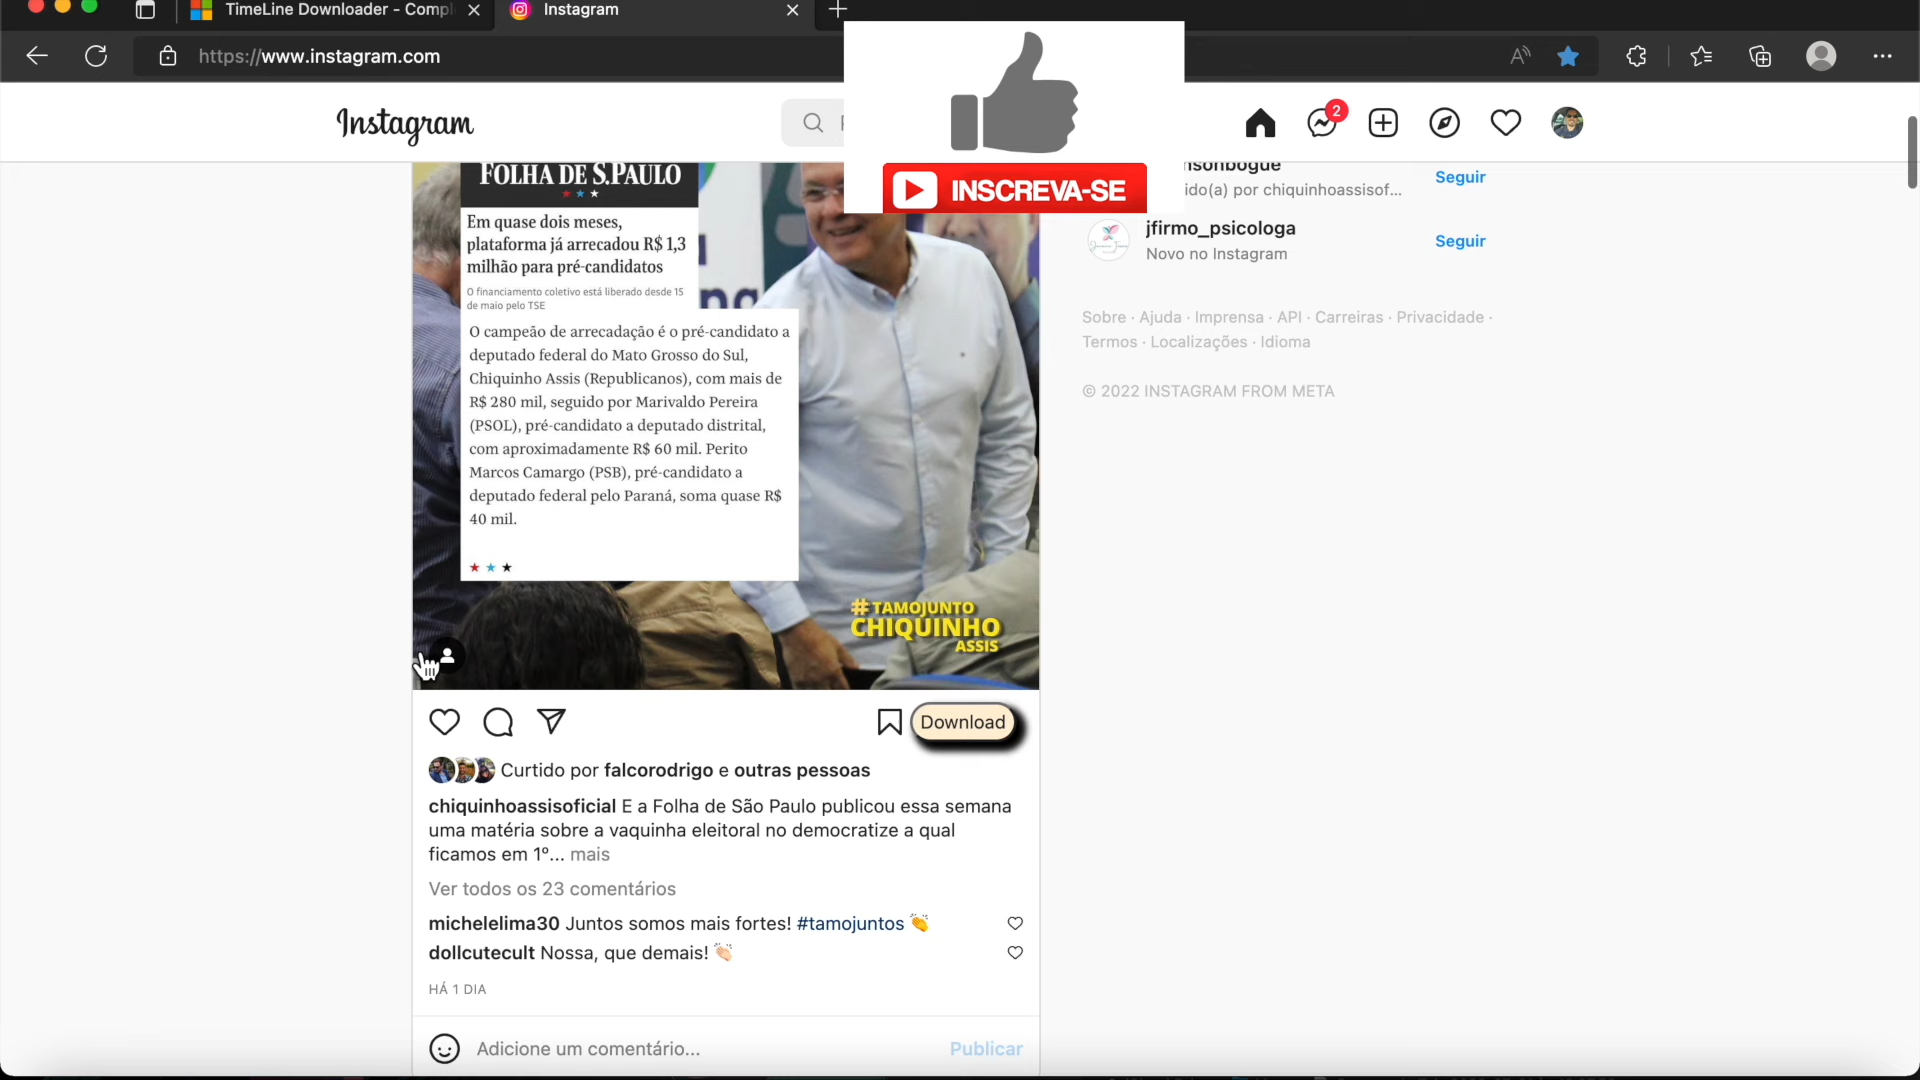 TimeLine Downloader - Compl
Instagram
https://www.instagram.com
Instagram
2
INSCREVA-SE
nsonbogue
ido(a) por chiquinhoassisof...
Seguir
jfirmo_psicologa
Novo no Instagram
Seguir
Sobre · Ajuda · Imprensa · API · Carreiras · Privacidade ·
Termos · Localizações · Idioma
© 2022 INSTAGRAM FROM META
FOLHA DE S.PAULO
Em quase dois meses,
plataforma já arrecadou R$ 1,3
milhão para pré-candidatos
O financiamento coletivo está liberado desde 15
de maio pelo TSE
O campeão de arrecadação é o pré-candidato a
deputado federal do Mato Grosso do Sul,
Chiquinho Assis (Republicanos), com mais de
R$ 280 mil, seguido por Marivaldo Pereira
(PSOL), pré-candidato a deputado distrital,
com aproximadamente R$ 60 mil. Perito
Marcos Camargo (PSB), pré-candidato a
deputado federal pelo Paraná, soma quase R$
40 mil.
#TAMOJUNTO
CHIQUINHO
ASSIS
Download
Curtido por falcorodrigo e outras pessoas
chiquinhoassisoficial E a Folha de São Paulo publicou essa semana
uma matéria sobre a vaquinha eleitoral no democratize a qual
ficamos em 1º... mais
Ver todos os 23 comentários
michelelima30 Juntos somos mais fortes! #tamojuntos 👏
dollcutecult Nossa, que demais! 👏🏻
HÁ 1 DIA
Adicione um comentário...
Publicar